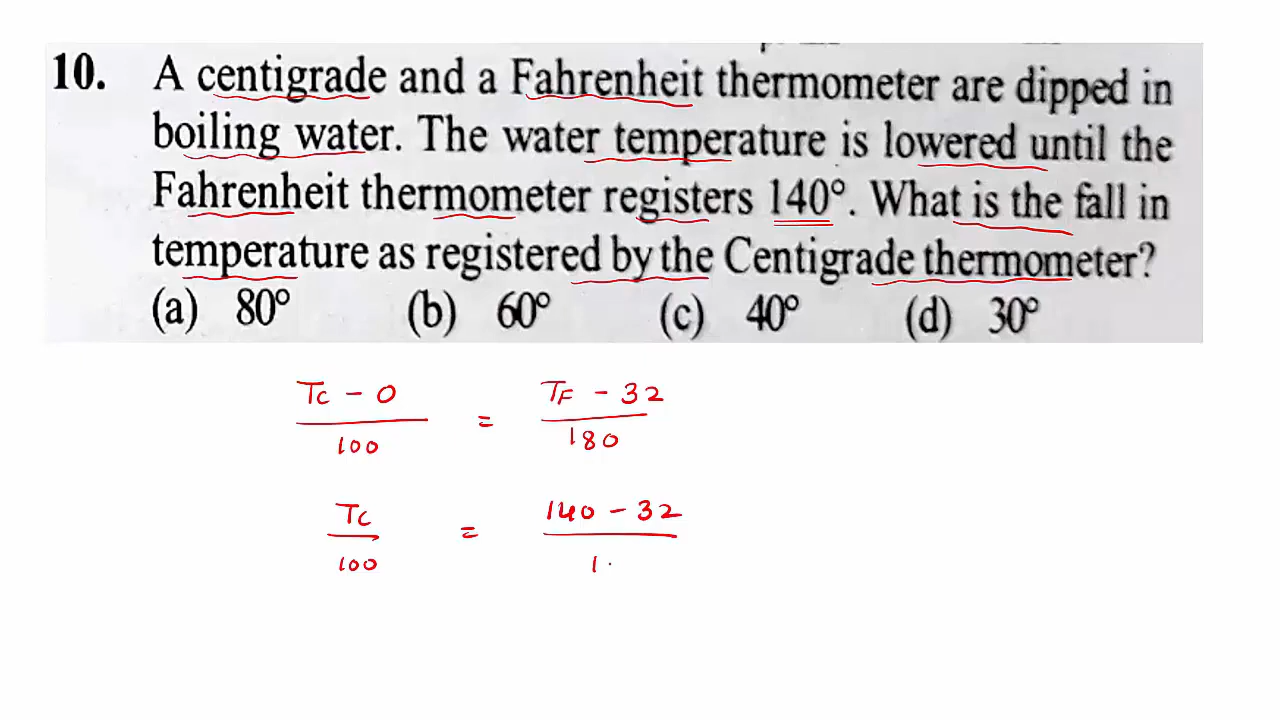 10. A centigrade and a Fahrenheit thermometer are dipped in
boiling water. The water temperature is lowered until the
Fahrenheit thermometer registers 140°. What is the fall in
temperature as registered by the Centigrade thermometer?
(a) 80° (b) 60° (c) 40° (d) 30°
Tc - 0 / 100 = TF - 32 / 180
Tc / 100 = 140 - 32 / 1